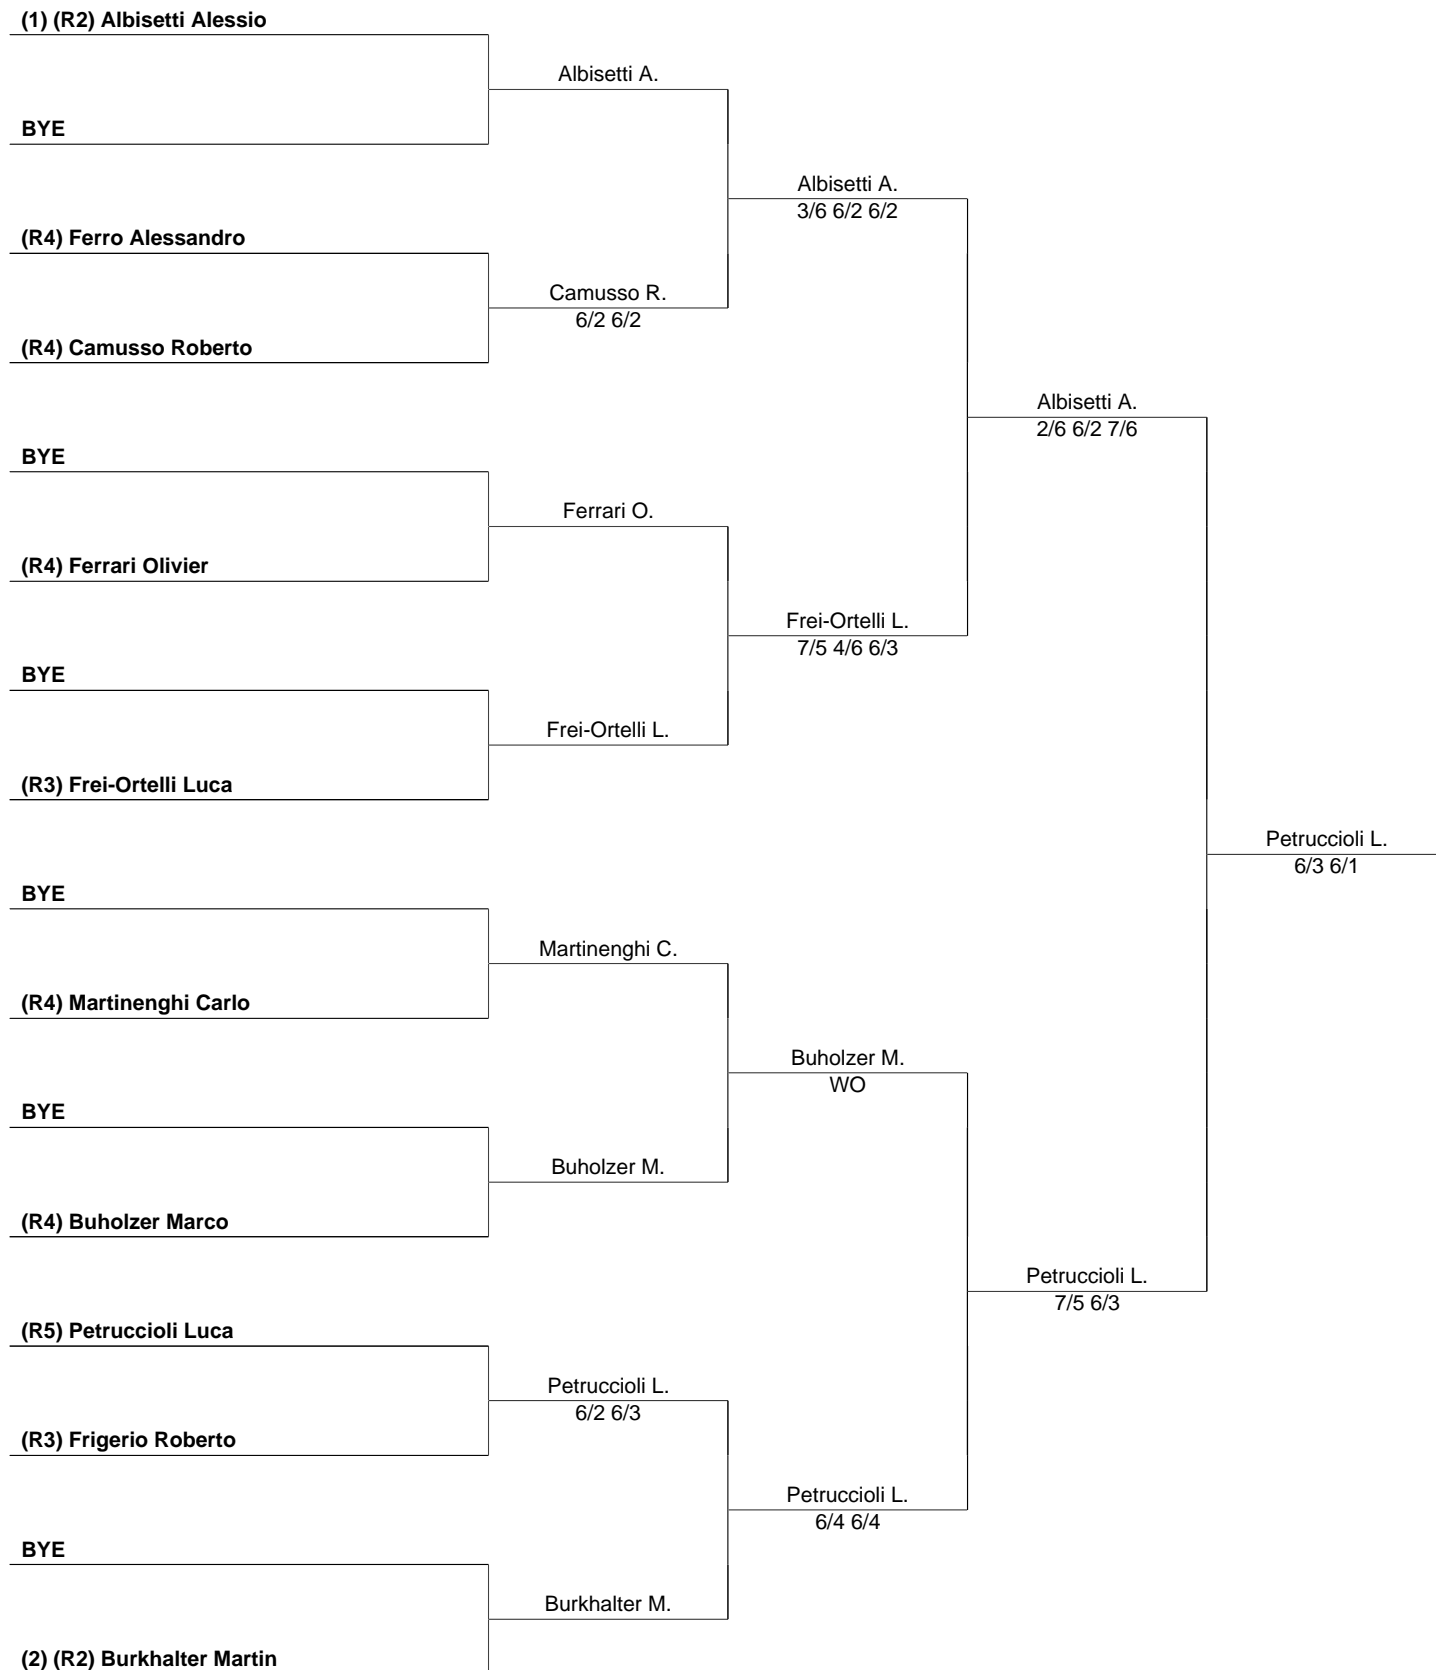 (1) (R2) Albisetti Alessio
Albisetti A.
BYE
Albisetti A.
3/6 6/2 6/2
(R4) Ferro Alessandro
Camusso R.
6/2 6/2
(R4) Camusso Roberto
Albisetti A.
2/6 6/2 7/6
BYE
Ferrari O.
(R4) Ferrari Olivier
Frei-Ortelli L.
7/5 4/6 6/3
BYE
Frei-Ortelli L.
(R3) Frei-Ortelli Luca
Petruccioli L.
6/3 6/1
BYE
Martinenghi C.
(R4) Martinenghi Carlo
Buholzer M.
WO
BYE
Buholzer M.
(R4) Buholzer Marco
Petruccioli L.
7/5 6/3
(R5) Petruccioli Luca
Petruccioli L.
6/2 6/3
(R3) Frigerio Roberto
Petruccioli L.
6/4 6/4
BYE
Burkhalter M.
(2) (R2) Burkhalter Martin